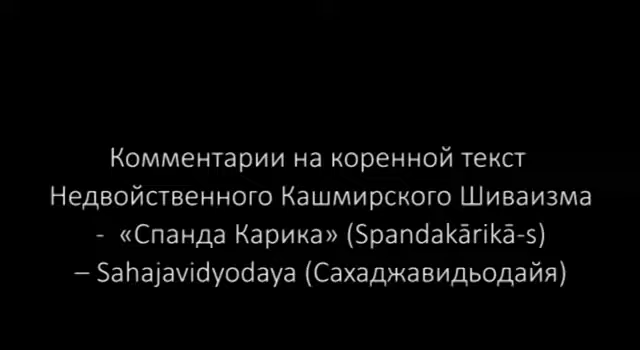 Комментарии на коренной текст
Недвойственного Кашмирского Шиваизма
- «Спанда Карика» (Spandakārikā-s)
– Sahajavidyodaya (Сахаджавидьодайя)